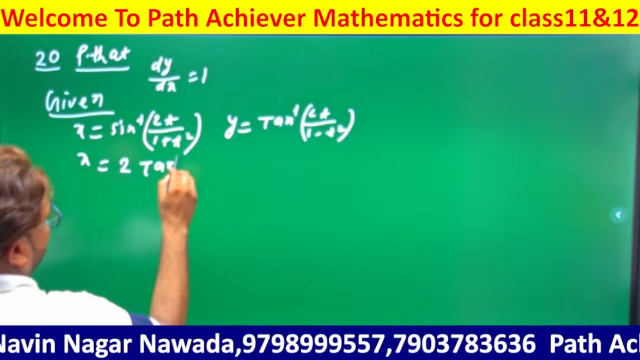 Welcome To Path Achiever Mathematics for class11&12
20 P.that dy/dx = 1
Given
x = sin⁻¹(2t/1+t²) y = Tan⁻¹(2t/1-t²)
x = 2 Tan
Navin Nagar Nawada,9798999557,7903783636 Path Ac